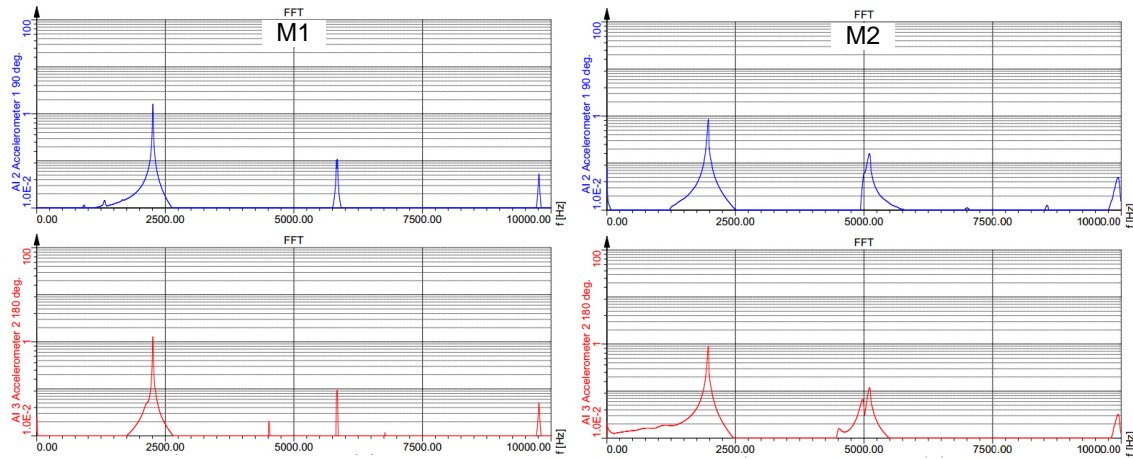 FFT
M1
AI 2 Accelerometer 1 90 deg.
100
1
1.0E-2
0.00 2500.00 5000.00 7500.00 10000.00
f [Hz]
FFT
AI 3 Accelerometer 2 180 deg.
100
1
1.0E-2
0.00 2500.00 5000.00 7500.00 10000.00
f [Hz]
FFT
M2
AI 2 Accelerometer 1 90 deg.
100
1
1.0E-2
0.00 2500.00 5000.00 7500.00 10000.00
f [Hz]
FFT
AI 3 Accelerometer 2 180 deg.
100
1
1.0E-2
0.00 2500.00 5000.00 7500.00 10000.00
f [Hz]